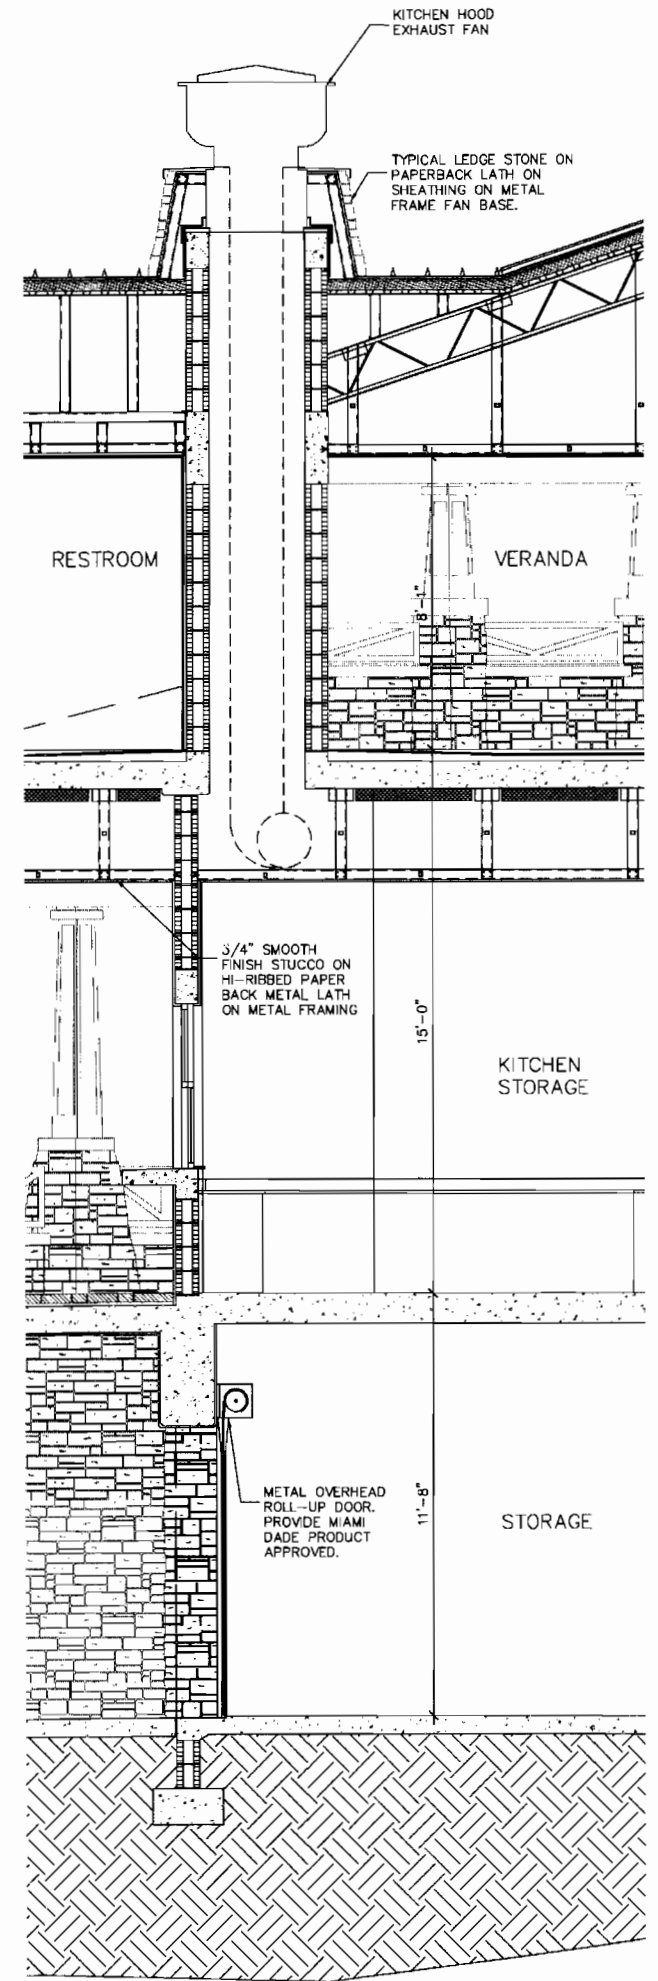 KITCHEN HOOD
EXHAUST FAN
TYPICAL LEDGE STONE ON
PAPERBACK LATH ON
SHEATHING ON METAL
FRAME FAN BASE.
RESTROOM
VERANDA
8'-1"
3/4" SMOOTH
FINISH STUCCO ON
HI-RIBBED PAPER
BACK METAL LATH
ON METAL FRAMING
15'-0"
KITCHEN
STORAGE
METAL OVERHEAD
ROLL-UP DOOR.
PROVIDE MIAMI
DADE PRODUCT
APPROVED.
11'-8"
STORAGE